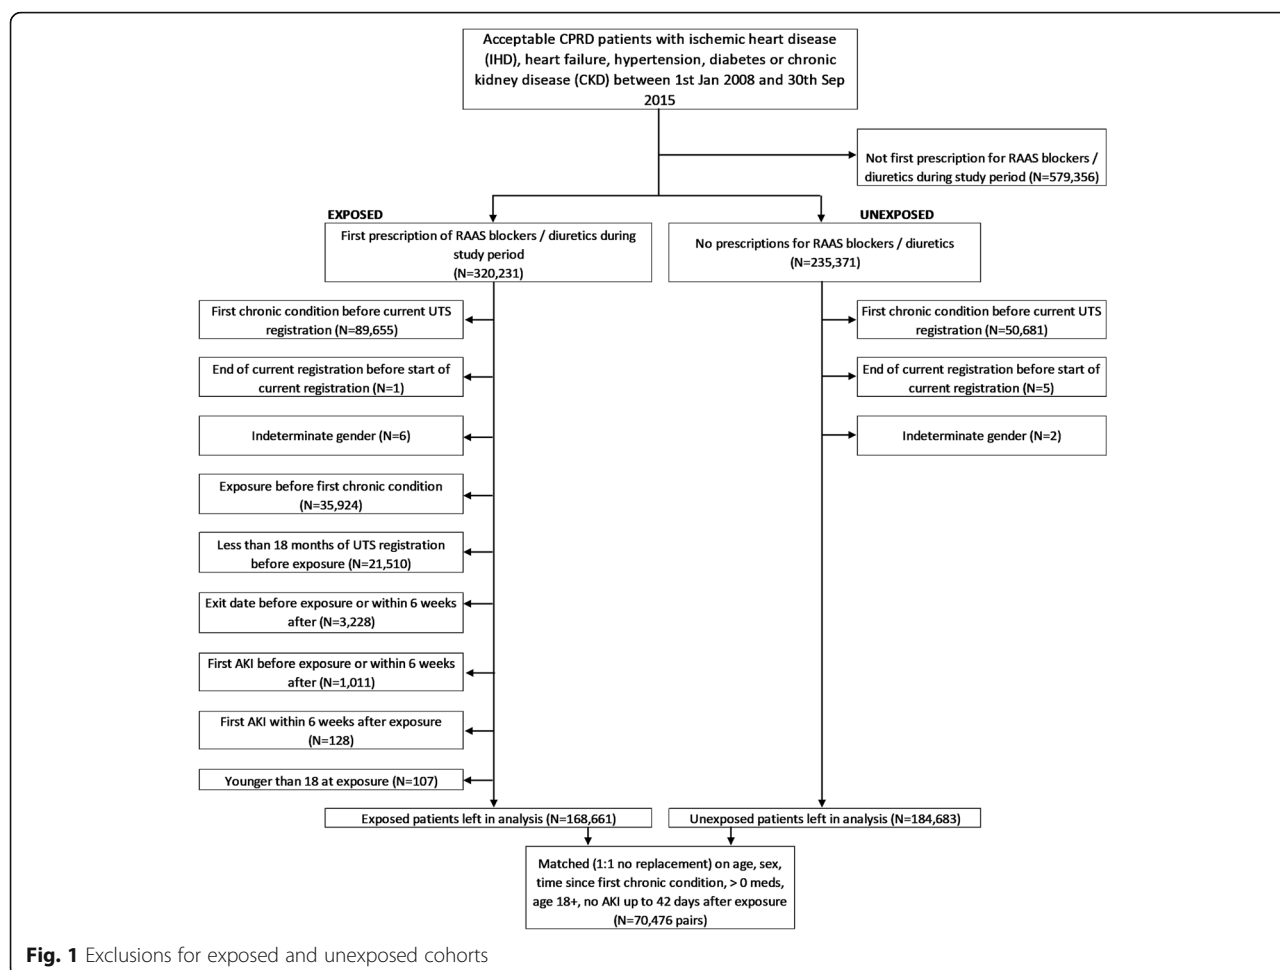 Acceptable CPRD patients with ischemic heart disease
(IHD), heart failure, hypertension, diabetes or chronic
kidney disease (CKD) between 1st Jan 2008 and 30th Sep
2015
Not first prescription for RAAS blockers /
diuretics during study period (N=579,356)
EXPOSED
UNEXPOSED
First prescription of RAAS blockers / diuretics during
study period
(N=320,231)
No prescriptions for RAAS blockers / diuretics
(N=235,371)
First chronic condition before current UTS
registration (N=89,655)
First chronic condition before current UTS
registration (N=50,681)
End of current registration before start of
current registration (N=1)
End of current registration before start of
current registration (N=5)
Indeterminate gender (N=6)
Indeterminate gender (N=2)
Exposure before first chronic condition
(N=35,924)
Less than 18 months of UTS registration
before exposure (N=21,510)
Exit date before exposure or within 6 weeks
after (N=3,228)
First AKI before exposure or within 6 weeks
after (N=1,011)
First AKI within 6 weeks after exposure
(N=128)
Younger than 18 at exposure (N=107)
Exposed patients left in analysis (N=168,661)
Unexposed patients left in analysis (N=184,683)
Matched (1:1 no replacement) on age, sex,
time since first chronic condition, > 0 meds,
age 18+, no AKI up to 42 days after exposure
(N=70,476 pairs)
Fig. 1 Exclusions for exposed and unexposed cohorts